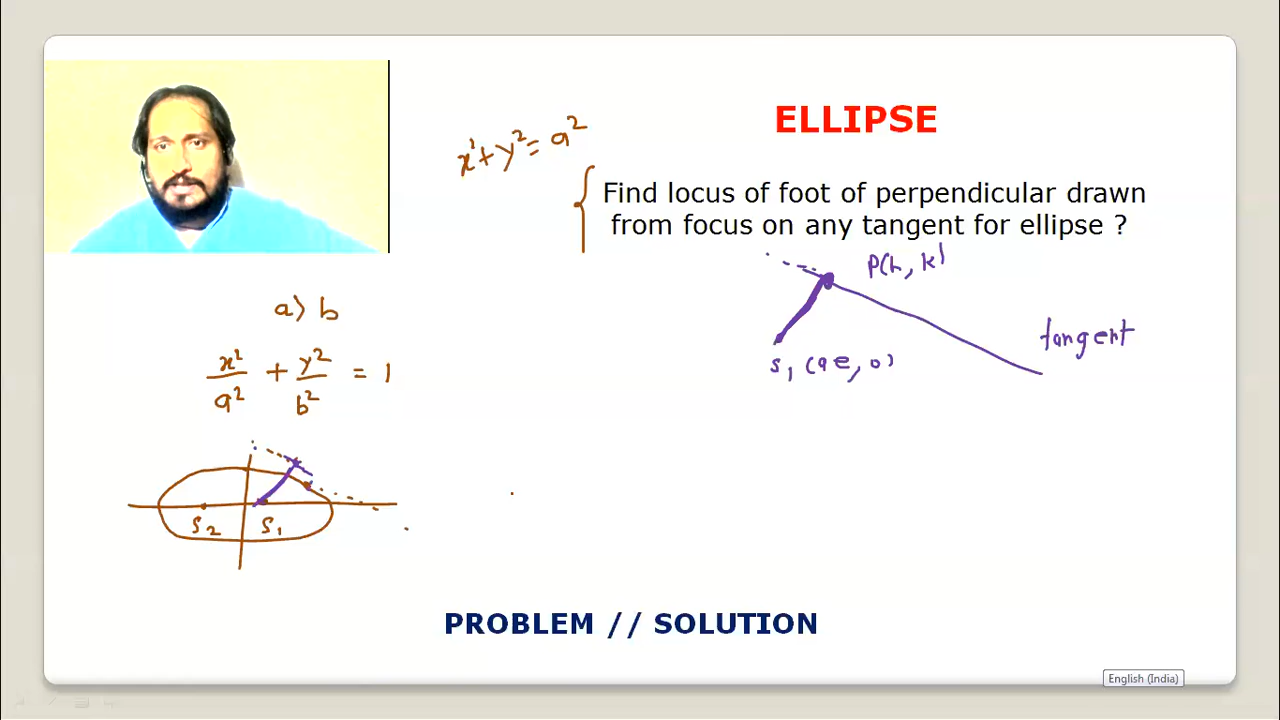 ELLIPSE
x²+y²=a²
Find locus of foot of perpendicular drawn
from focus on any tangent for ellipse ?
P(h, k)
tangent
S₁ (ae, 0)
a> b
x²/a² + y²/b² = 1
S₂ S₁
PROBLEM // SOLUTION
English (India)